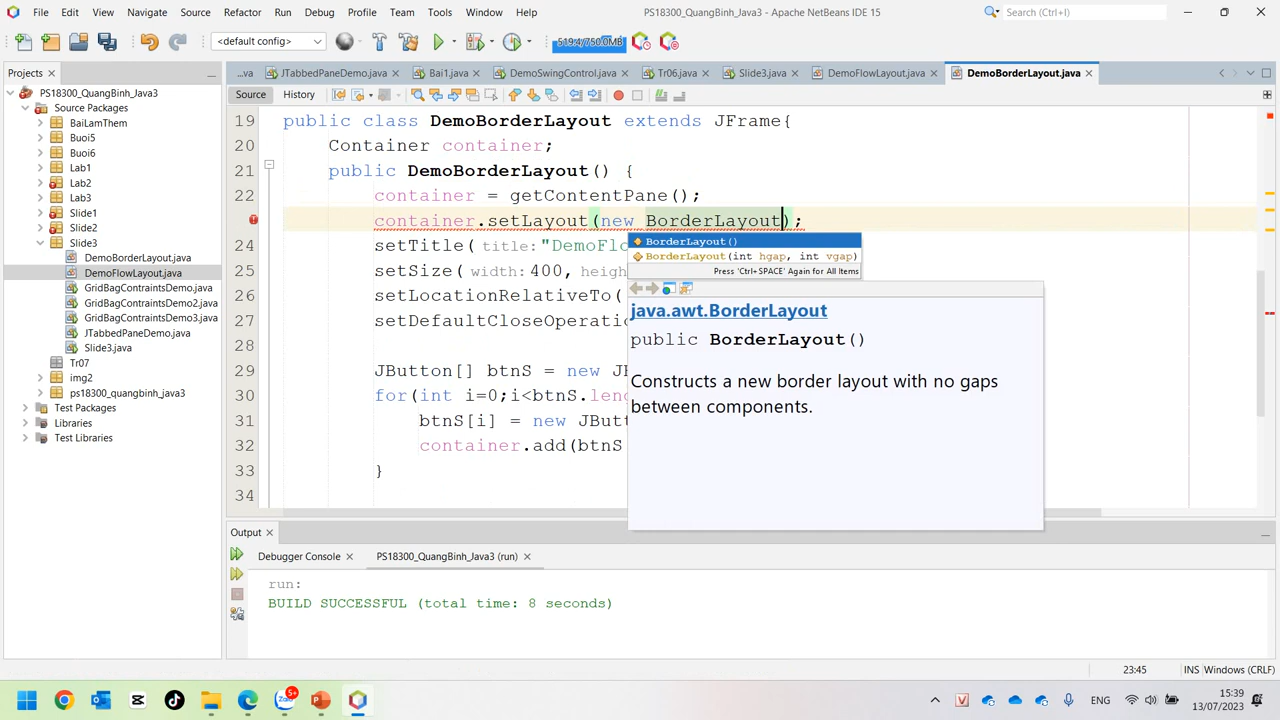 File Edit View Navigate Source Refactor Run Debug Profile Team Tools Window Help
PS18300_QuangBinh_Java3 - Apache NetBeans IDE 15
Search (Ctrl+I)
<default config>
519.4/750.0MB
Projects
...va JTabbedPaneDemo.java Bai1.java DemoSwingControl.java Tr06.java Slide3.java DemoFlowLayout.java DemoBorderLayout.java
Source History
PS18300_QuangBinh_Java3
Source Packages
BaiLamThem
Buoi5
Buoi6
Lab1
Lab2
Lab3
Slide1
Slide2
Slide3
DemoBorderLayout.java
DemoFlowLayout.java
GridBagContraintsDemo.java
GridBagContraintsDemo2.java
GridBagContraintsDemo3.java
JTabbedPaneDemo.java
Slide3.java
Tr07
img2
ps18300_quangbinh_java3
Test Packages
Libraries
Test Libraries
19 public class DemoBorderLayout extends JFrame{
20 Container container;
21 public DemoBorderLayout() {
22 container = getContentPane();
container.setLayout(new BorderLayout);
24 setTitle( title: "DemoFlo
25 setSize( width: 400, heigh
26 setLocationRelativeTo(
27 setDefaultCloseOperatio
28
29 JButton[] btnS = new JB
30 for(int i=0;i<btnS.leng
31 btnS[i] = new JButt
32 container.add(btnS
33 }
34
BorderLayout()
BorderLayout(int hgap, int vgap)
Press 'Ctrl+SPACE' Again for All Items
java.awt.BorderLayout
public BorderLayout()
Constructs a new border layout with no gaps
between components.
Output
Debugger Console PS18300_QuangBinh_Java3 (run)
run:
BUILD SUCCESSFUL (total time: 8 seconds)
23:45 INS Windows (CRLF)
5+
Zalo
V
ENG
15:39
13/07/2023